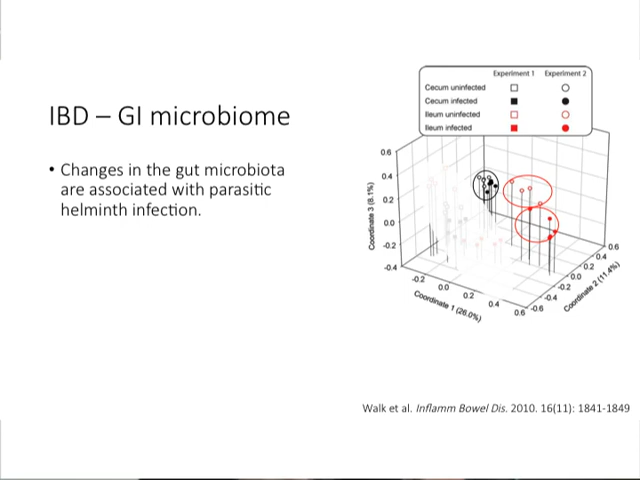 IBD – GI microbiome
• Changes in the gut microbiota
are associated with parasitic
helminth infection.
Experiment 1 Experiment 2
Cecum uninfected
Cecum infected
Ileum uninfected
Ileum infected
0.6
0.4
0.2
0.0
-0.2
-0.4
Coordinate 3 (8.1%)
-0.2
0.0
0.2
0.4
0.6
Coordinate 1 (26.0%)
-0.6
-0.4
-0.2
0.0
0.2
0.4
0.6
Coordinate 2 (11.4%)
Walk et al. Inflamm Bowel Dis. 2010. 16(11): 1841-1849